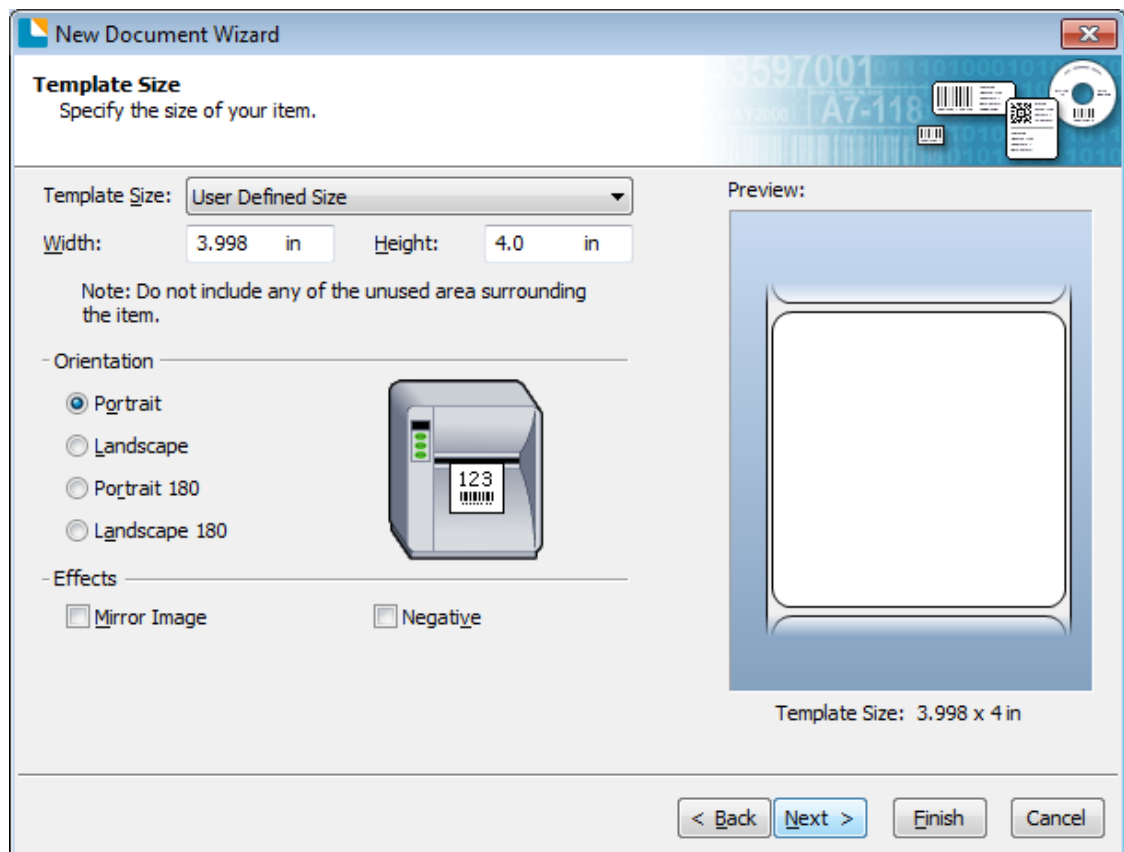 New Document Wizard
Template Size
Specify the size of your item.
3597001
A7-118
Template Size: User Defined Size
Width: 3.998 in Height: 4.0 in
Note: Do not include any of the unused area surrounding
the item.
Orientation
Portrait
Landscape
Portrait 180
Landscape 180
123
Effects
Mirror Image Negative
Preview:
Template Size: 3.998 x 4 in
< Back Next > Finish Cancel